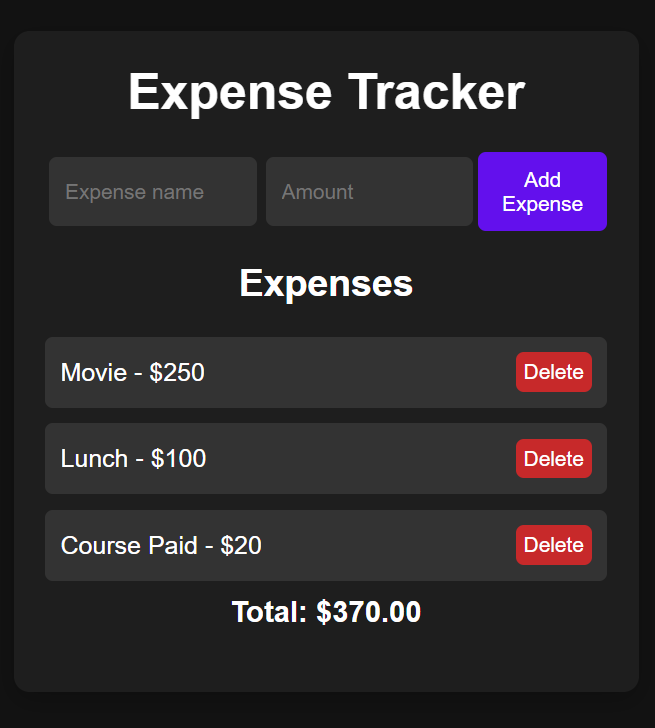 Expense Tracker
Expense name
Amount
Add
Expense
Expenses
Movie - $250
Delete
Lunch - $100
Delete
Course Paid - $20
Delete
Total: $370.00